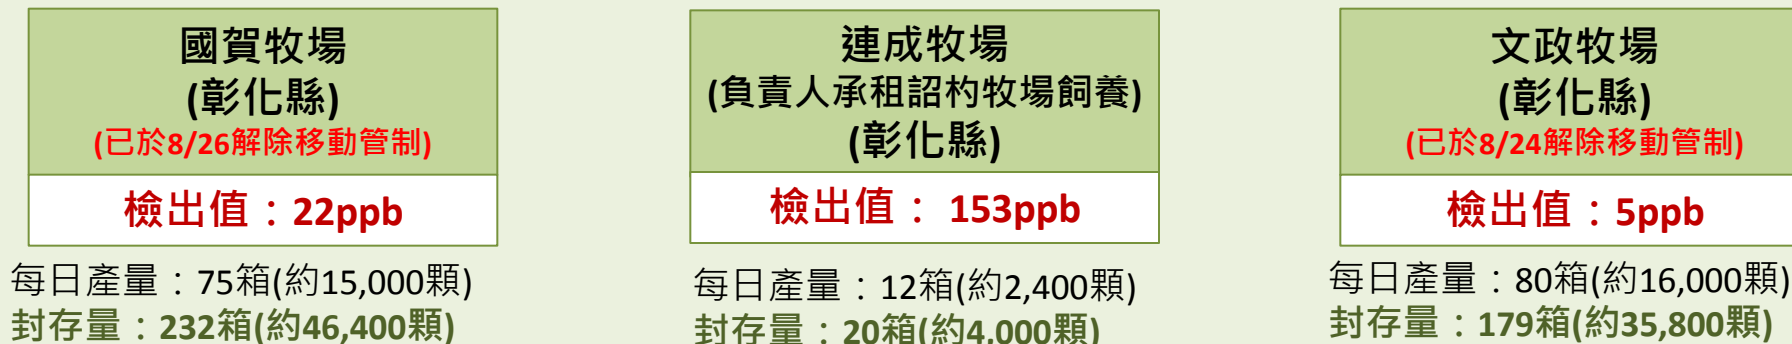 國賀牧場
(彰化縣)
(已於8/26解除移動管制)
檢出值：22ppb
每日產量：75箱(約15,000顆)
封存量：232箱(約46,400顆)
連成牧場
(負責人承租詔杓牧場飼養)
(彰化縣)
檢出值： 153ppb
每日產量：12箱(約2,400顆)
封存量：20箱(約4,000顆)
文政牧場
(彰化縣)
(已於8/24解除移動管制)
檢出值：5ppb
每日產量：80箱(約16,000顆)
封存量：179箱(約35,800顆)